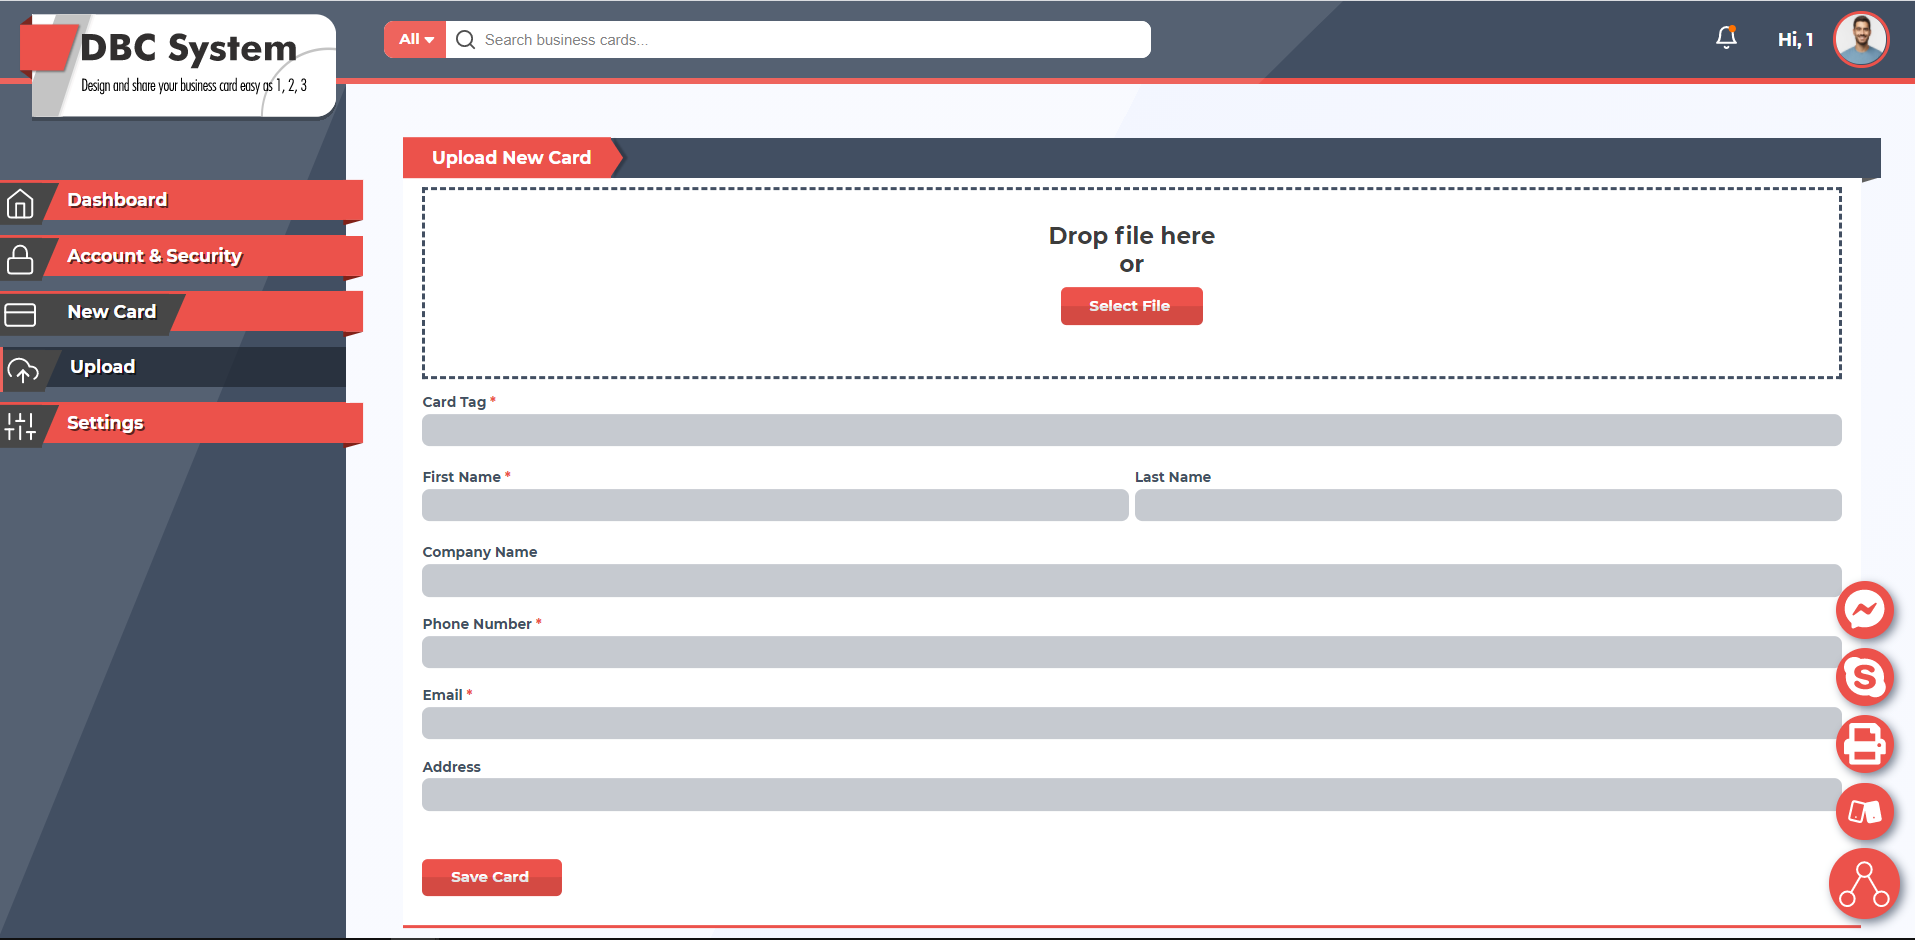 DBC System
Design and share your business card easy as 1, 2, 3
All
Search business cards...
Hi, 1
Dashboard
Account & Security
New Card
Upload
Settings
Upload New Card
Drop file here
or
Select File
Card Tag *
First Name *
Last Name
Company Name
Phone Number *
Email *
Address
Save Card
S